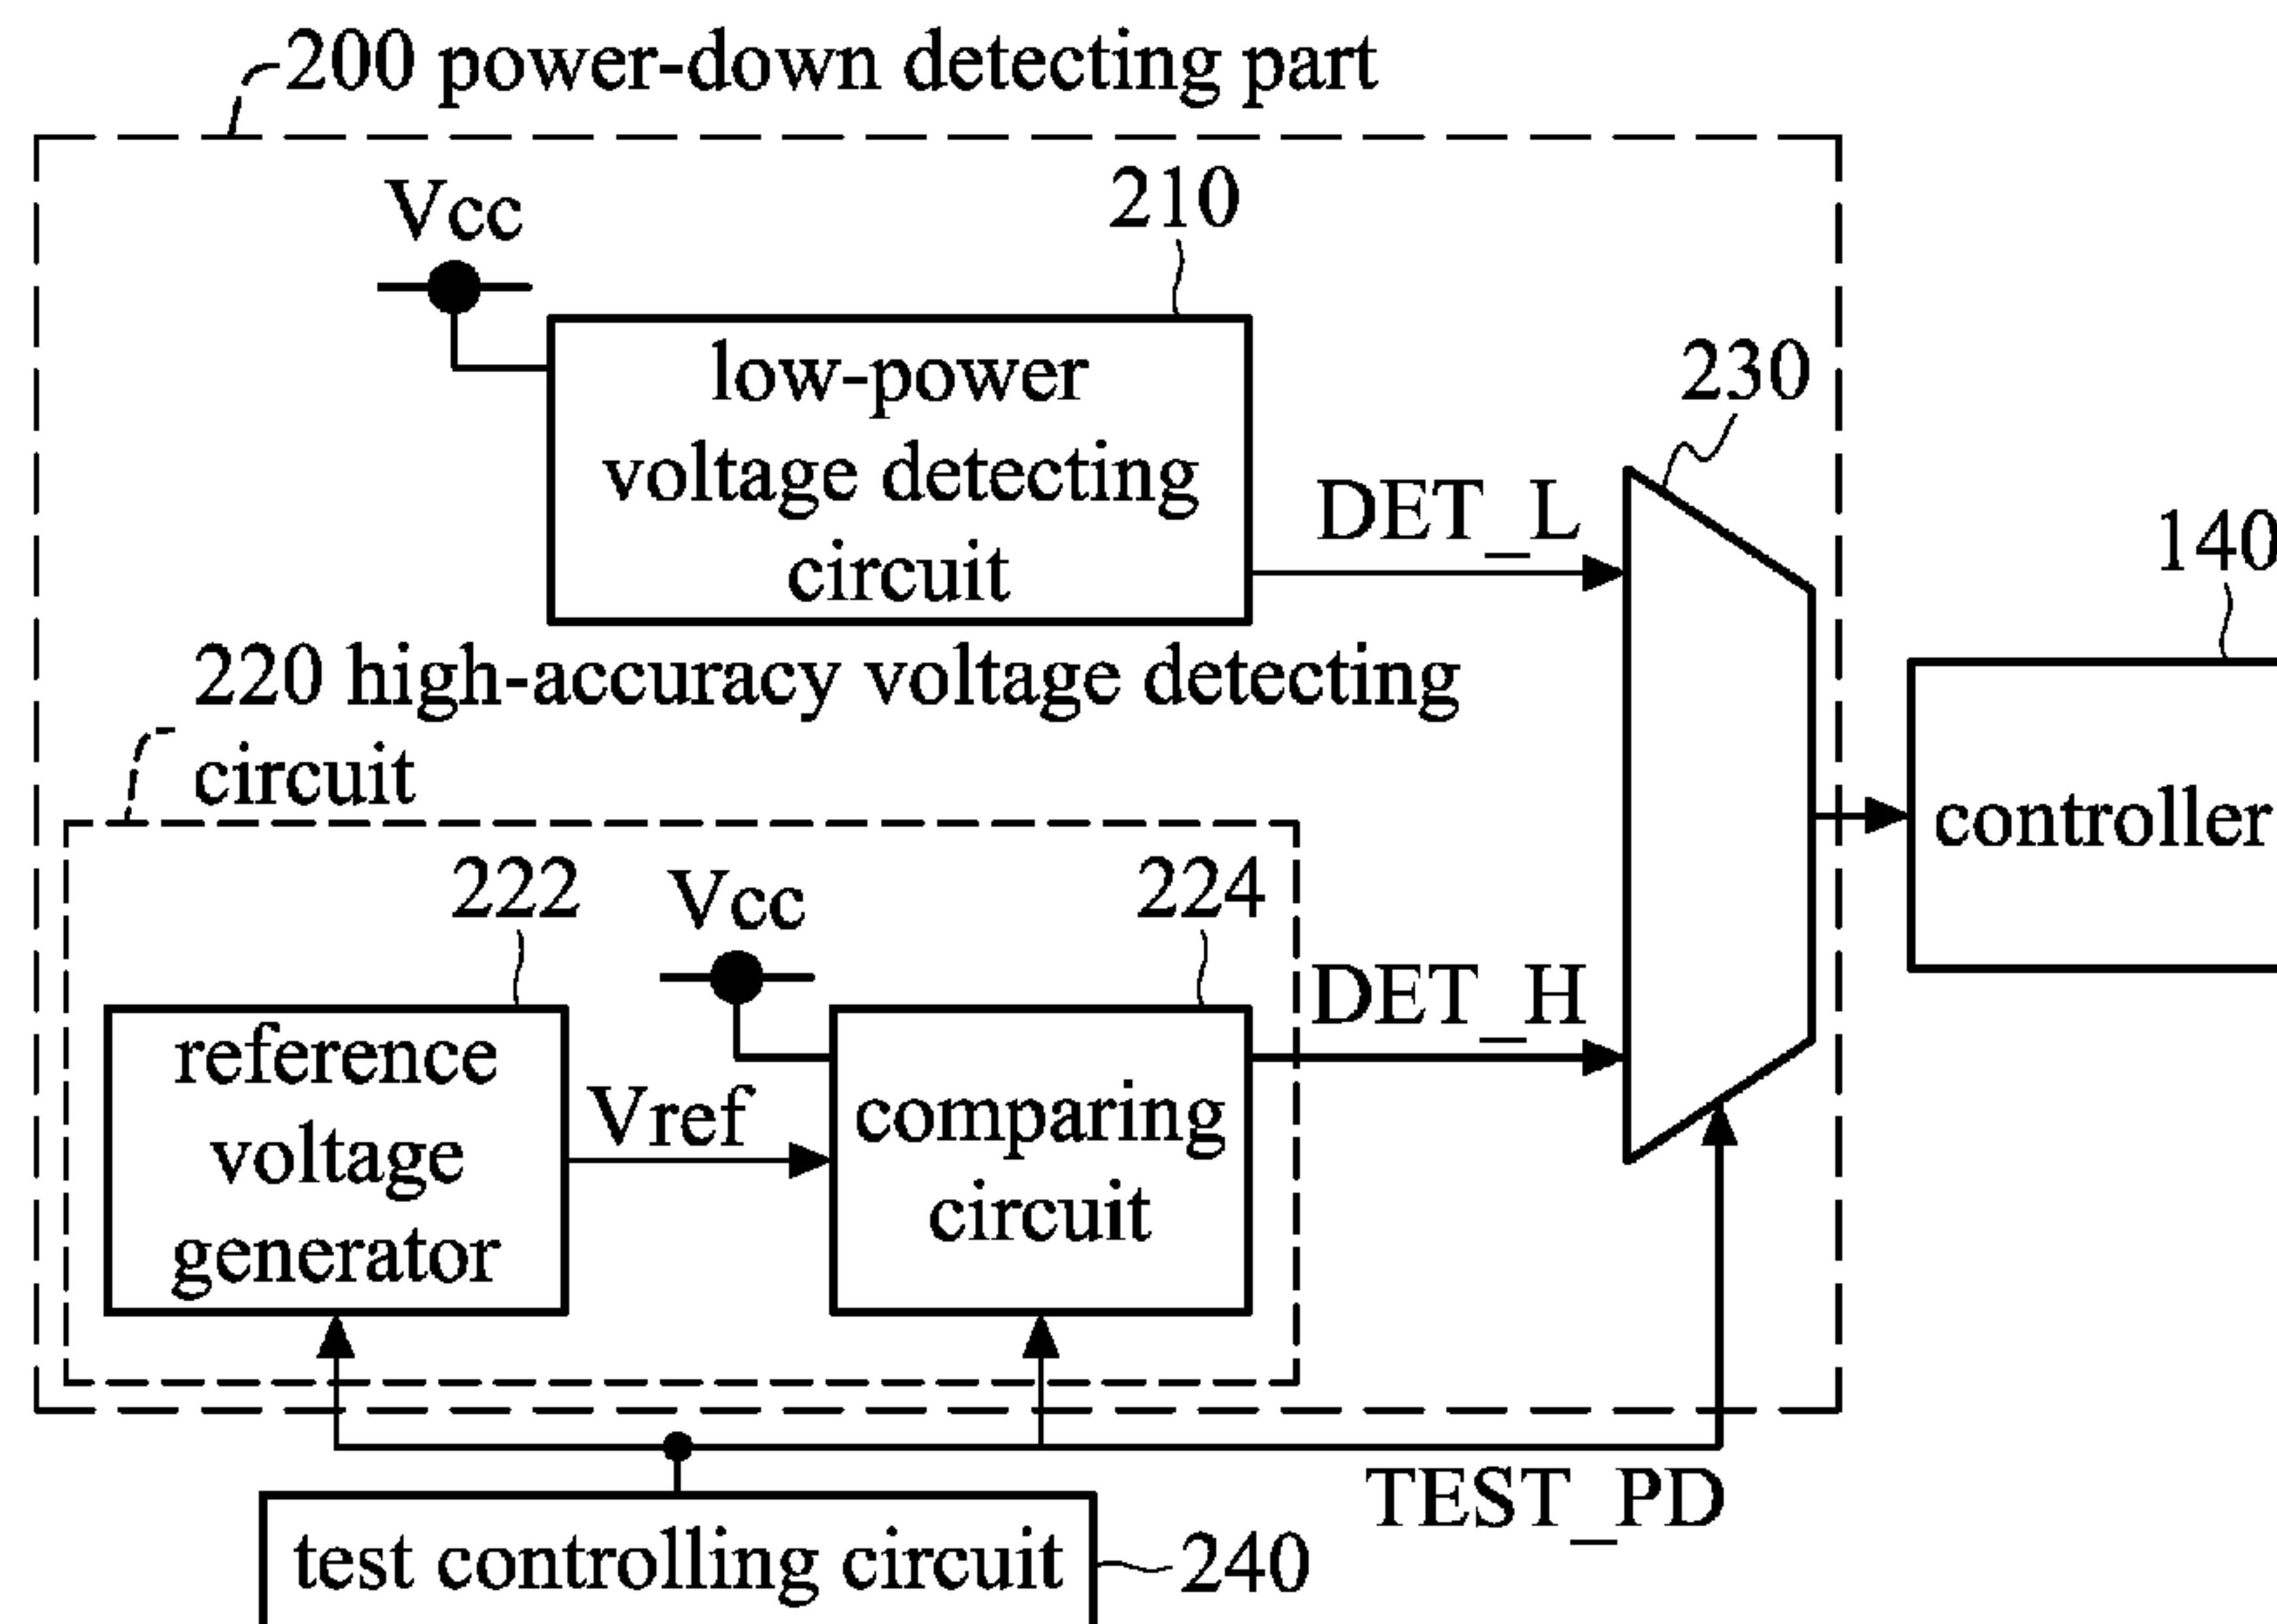 200 power-down detecting part
Vcc
210
low-power
voltage detecting
circuit
230
DET_L
140
220 high-accuracy voltage detecting
circuit
controller
222
Vcc
224
DET_H
reference
voltage
generator
Vref
comparing
circuit
TEST_PD
test controlling circuit
240